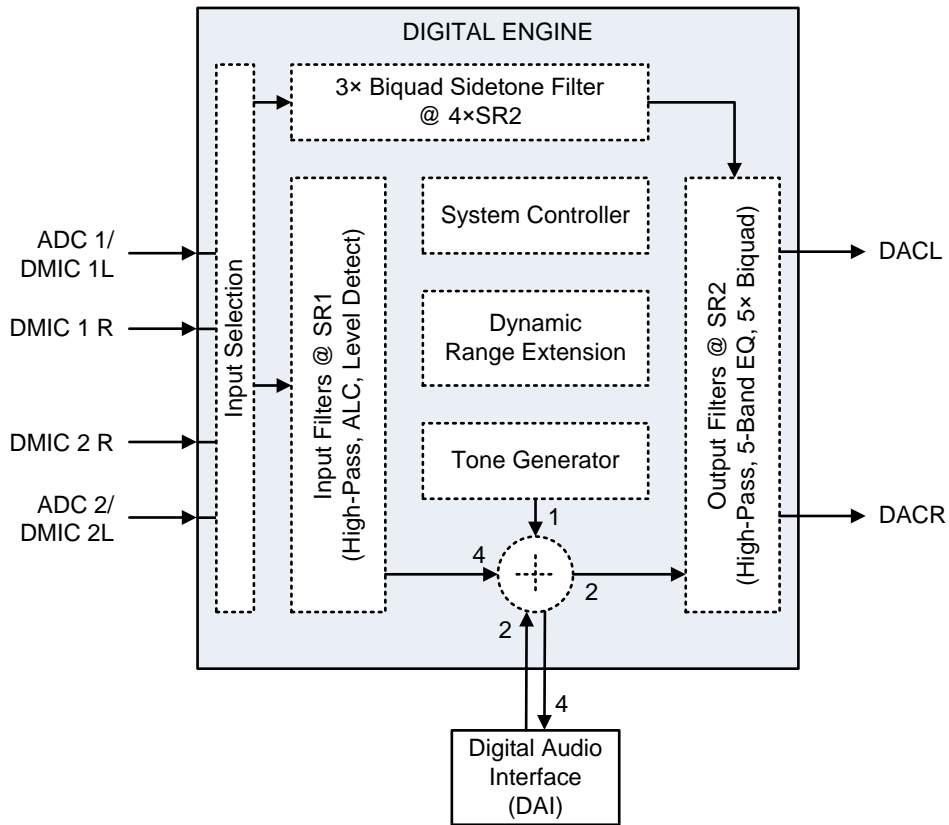 DIGITAL ENGINE
3× Biquad Sidetone Filter
@ 4×SR2
ADC 1/
DMIC 1L
DMIC 1 R
DMIC 2 R
ADC 2/
DMIC 2L
Input Selection
Input Filters @ SR1
(High-Pass, ALC, Level Detect)
System Controller
Dynamic
Range Extension
Tone Generator
1
4
2
2
4
Output Filters @ SR2
(High-Pass, 5-Band EQ, 5× Biquad)
DACL
DACR
Digital Audio
Interface
(DAI)